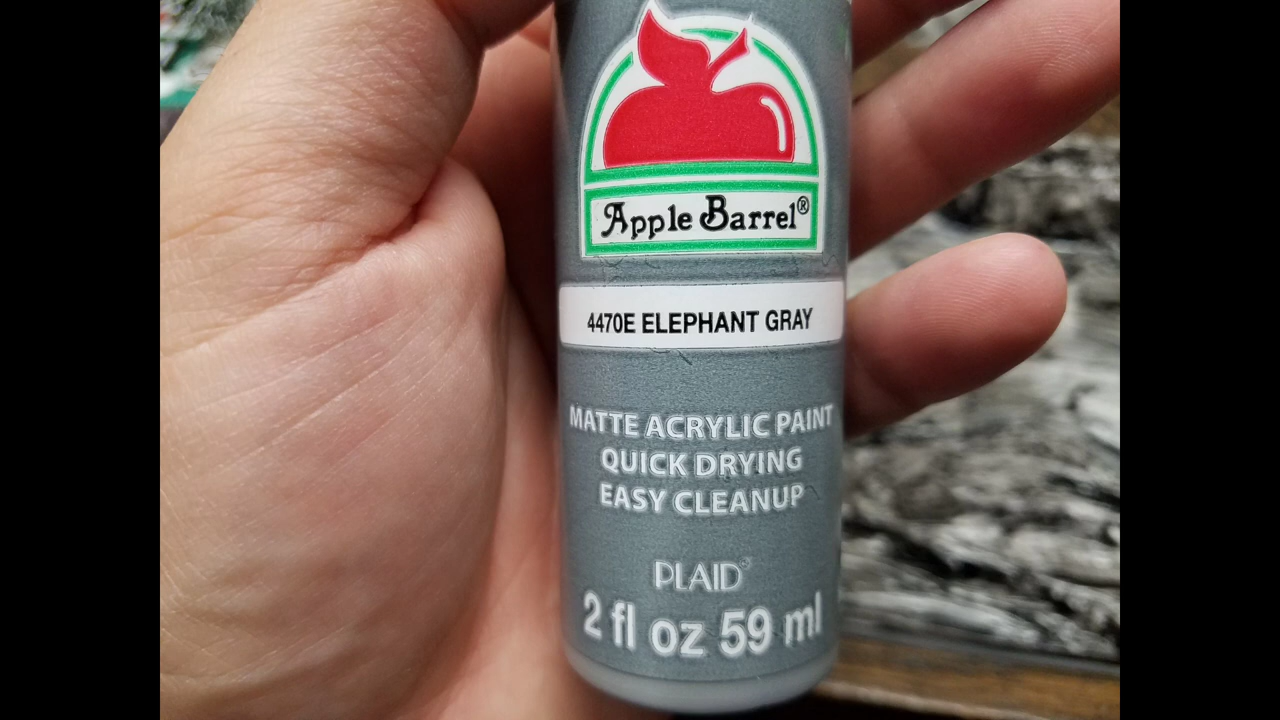 Apple Barrel®
4470E ELEPHANT GRAY
MATTE ACRYLIC PAINT
QUICK DRYING
EASY CLEANUP
PLAID®
2 fl oz 59 ml